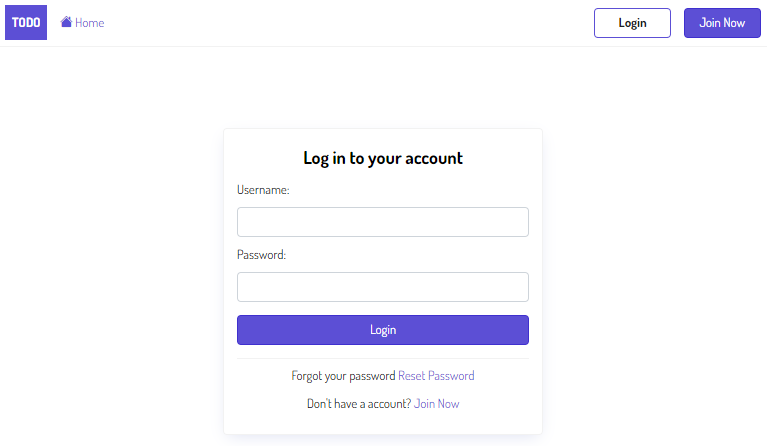 TODO Home Login Join Now
Log in to your account
Username:
Password:
Login
Forgot your password Reset Password
Don't have a account? Join Now